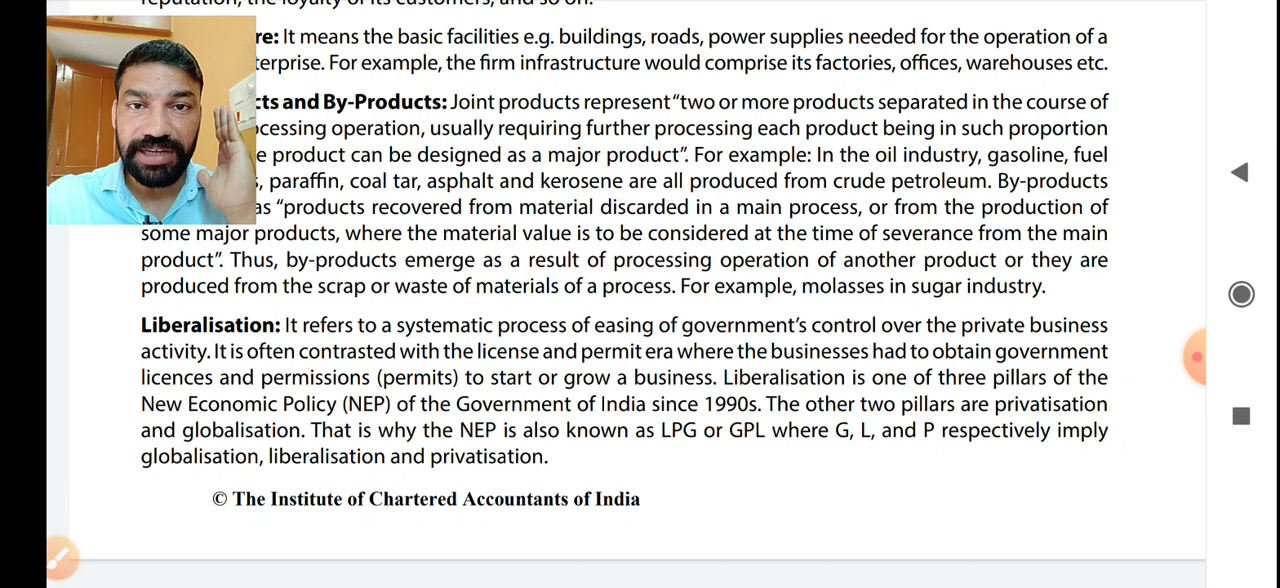 reputation, the loyalty of its customers, and so on.
re: It means the basic facilities e.g. buildings, roads, power supplies needed for the operation of a
terprise. For example, the firm infrastructure would comprise its factories, offices, warehouses etc.
cts and By-Products: Joint products represent “two or more products separated in the course of
ocessing operation, usually requiring further processing each product being in such proportion
e product can be designed as a major product”. For example: In the oil industry, gasoline, fuel
s, paraffin, coal tar, asphalt and kerosene are all produced from crude petroleum. By-products
as “products recovered from material discarded in a main process, or from the production of
some major products, where the material value is to be considered at the time of severance from the main
product”. Thus, by-products emerge as a result of processing operation of another product or they are
produced from the scrap or waste of materials of a process. For example, molasses in sugar industry.
Liberalisation: It refers to a systematic process of easing of government’s control over the private business
activity. It is often contrasted with the license and permit era where the businesses had to obtain government
licences and permissions (permits) to start or grow a business. Liberalisation is one of three pillars of the
New Economic Policy (NEP) of the Government of India since 1990s. The other two pillars are privatisation
and globalisation. That is why the NEP is also known as LPG or GPL where G, L, and P respectively imply
globalisation, liberalisation and privatisation.
© The Institute of Chartered Accountants of India